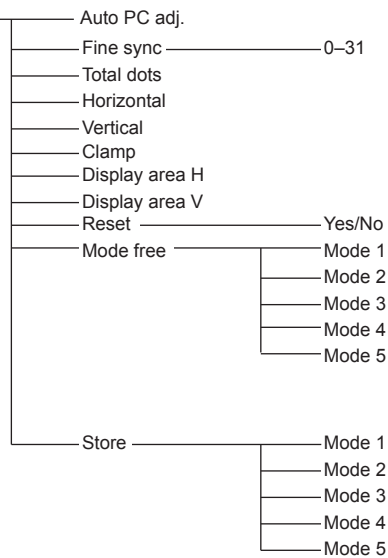 Auto PC adj.
Fine sync 0–31
Total dots
Horizontal
Vertical
Clamp
Display area H
Display area V
Reset Yes/No
Mode free Mode 1
Mode 2
Mode 3
Mode 4
Mode 5
Store Mode 1
Mode 2
Mode 3
Mode 4
Mode 5